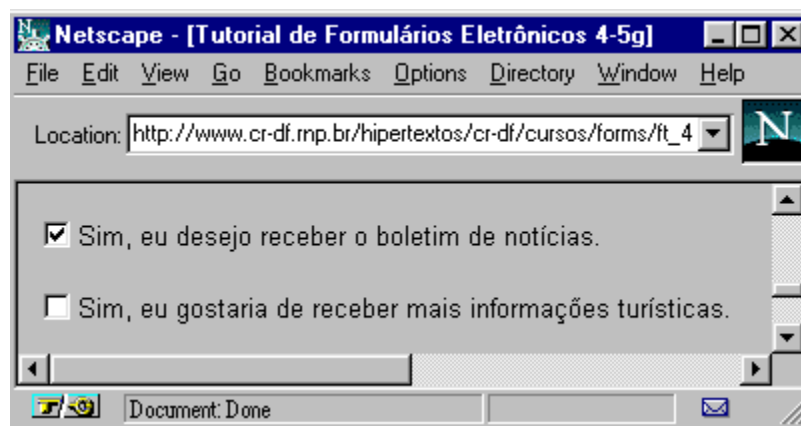 Netscape - [Tutorial de Formulários Eletrônicos 4-5g]
File Edit View Go Bookmarks Options Directory Window Help
Location: http://www.cr-df.rnp.br/hipertextos/cr-df/cursos/forms/ft_4
N
Sim, eu desejo receber o boletim de notícias.
Sim, eu gostaria de receber mais informações turísticas.
Document: Done